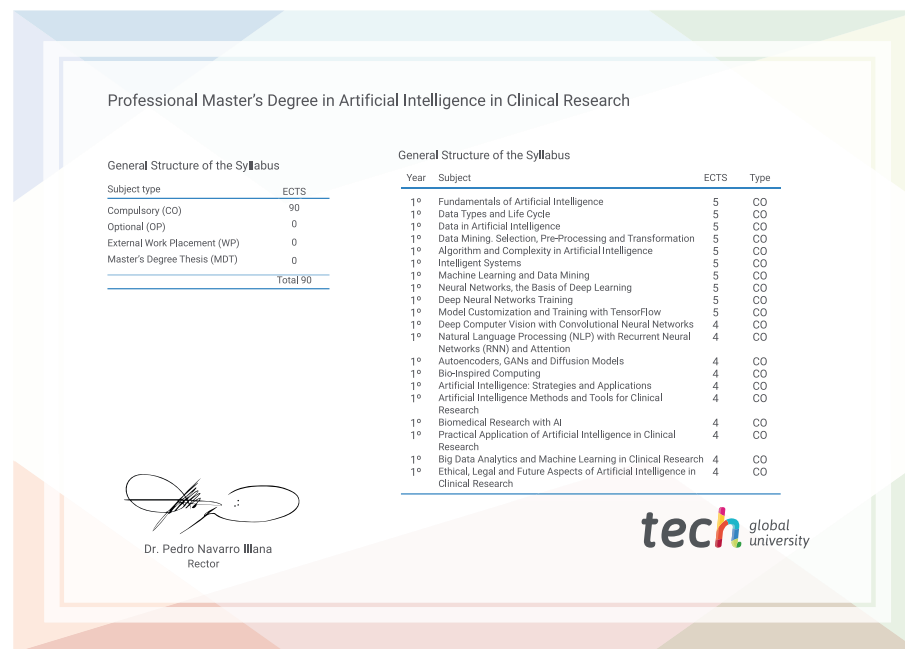 Professional Master's Degree in Artificial Intelligence in Clinical Research
General Structure of the Syllabus
Subject type ECTS
Compulsory (CO) 90
Optional (OP) 0
External Work Placement (WP) 0
Master's Degree Thesis (MDT) 0
Total 90
General Structure of the Syllabus
Year Subject ECTS Type
1º Fundamentals of Artificial Intelligence 5 CO
1º Data Types and Life Cycle 5 CO
1º Data in Artificial Intelligence 5 CO
1º Data Mining. Selection, Pre-Processing and Transformation 5 CO
1º Algorithm and Complexity in Artificial Intelligence 5 CO
1º Intelligent Systems 5 CO
1º Machine Learning and Data Mining 5 CO
1º Neural Networks, the Basis of Deep Learning 5 CO
1º Deep Neural Networks Training 5 CO
1º Model Customization and Training with TensorFlow 5 CO
1º Deep Computer Vision with Convolutional Neural Networks 4 CO
1º Natural Language Processing (NLP) with Recurrent Neural 4 CO
Networks (RNN) and Attention
1º Autoencoders, GANs and Diffusion Models 4 CO
1º Bio-Inspired Computing 4 CO
1º Artificial Intelligence: Strategies and Applications 4 CO
1º Artificial Intelligence Methods and Tools for Clinical 4 CO
Research
1º Biomedical Research with AI 4 CO
1º Practical Application of Artificial Intelligence in Clinical 4 CO
Research
1º Big Data Analytics and Machine Learning in Clinical Research 4 CO
1º Ethical, Legal and Future Aspects of Artificial Intelligence in 4 CO
Clinical Research
Dr. Pedro Navarro Illana
Rector
tech global
university